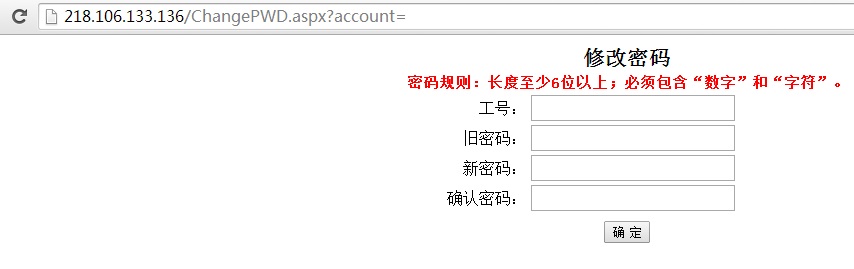 218.106.133.136/ChangePWD.aspx?account=
修改密码
密码规则：长度至少6位以上；必须包含“数字”和“字符”。
工号：
旧密码：
新密码：
确认密码：
确 定